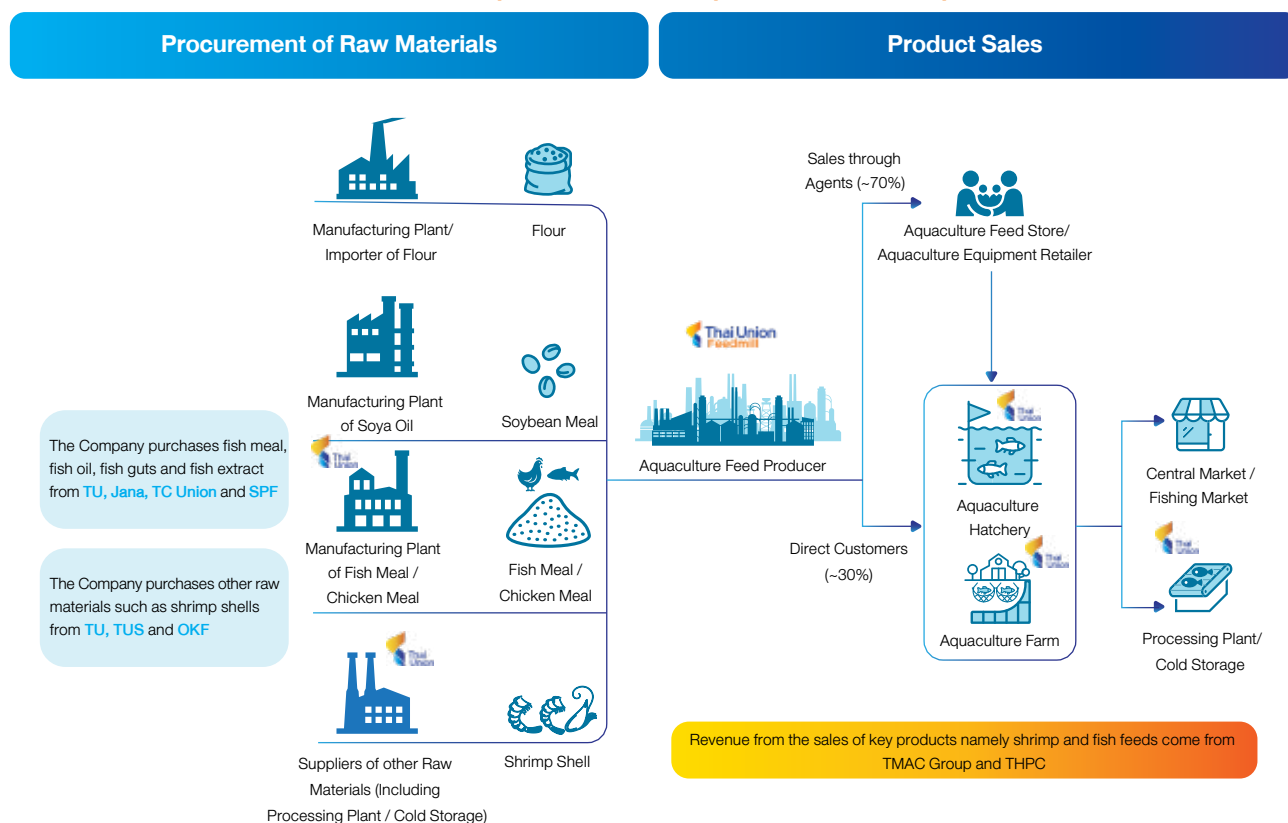 Procurement of Raw Materials
Product Sales
Manufacturing Plant/
Importer of Flour
Flour
Manufacturing Plant
of Soya Oil
Soybean Meal
The Company purchases fish meal,
fish oil, fish guts and fish extract
from TU, Jana, TC Union and SPF
Thai
Union
Manufacturing Plant
of Fish Meal /
Chicken Meal
Fish Meal /
Chicken Meal
The Company purchases other raw
materials such as shrimp shells
from TU, TUS and OKF
Thai
Union
Suppliers of other Raw
Materials (Including
Processing Plant / Cold Storage)
Shrimp Shell
Thai Union
Feedmill
Aquaculture Feed Producer
Sales through
Agents (~70%)
Aquaculture Feed Store/
Aquaculture Equipment Retailer
Direct Customers
(~30%)
Thai
Union
Aquaculture
Hatchery
Thai
Union
Aquaculture Farm
Central Market /
Fishing Market
Thai
Union
Processing Plant/
Cold Storage
Revenue from the sales of key products namely shrimp and fish feeds come from
TMAC Group and THPC